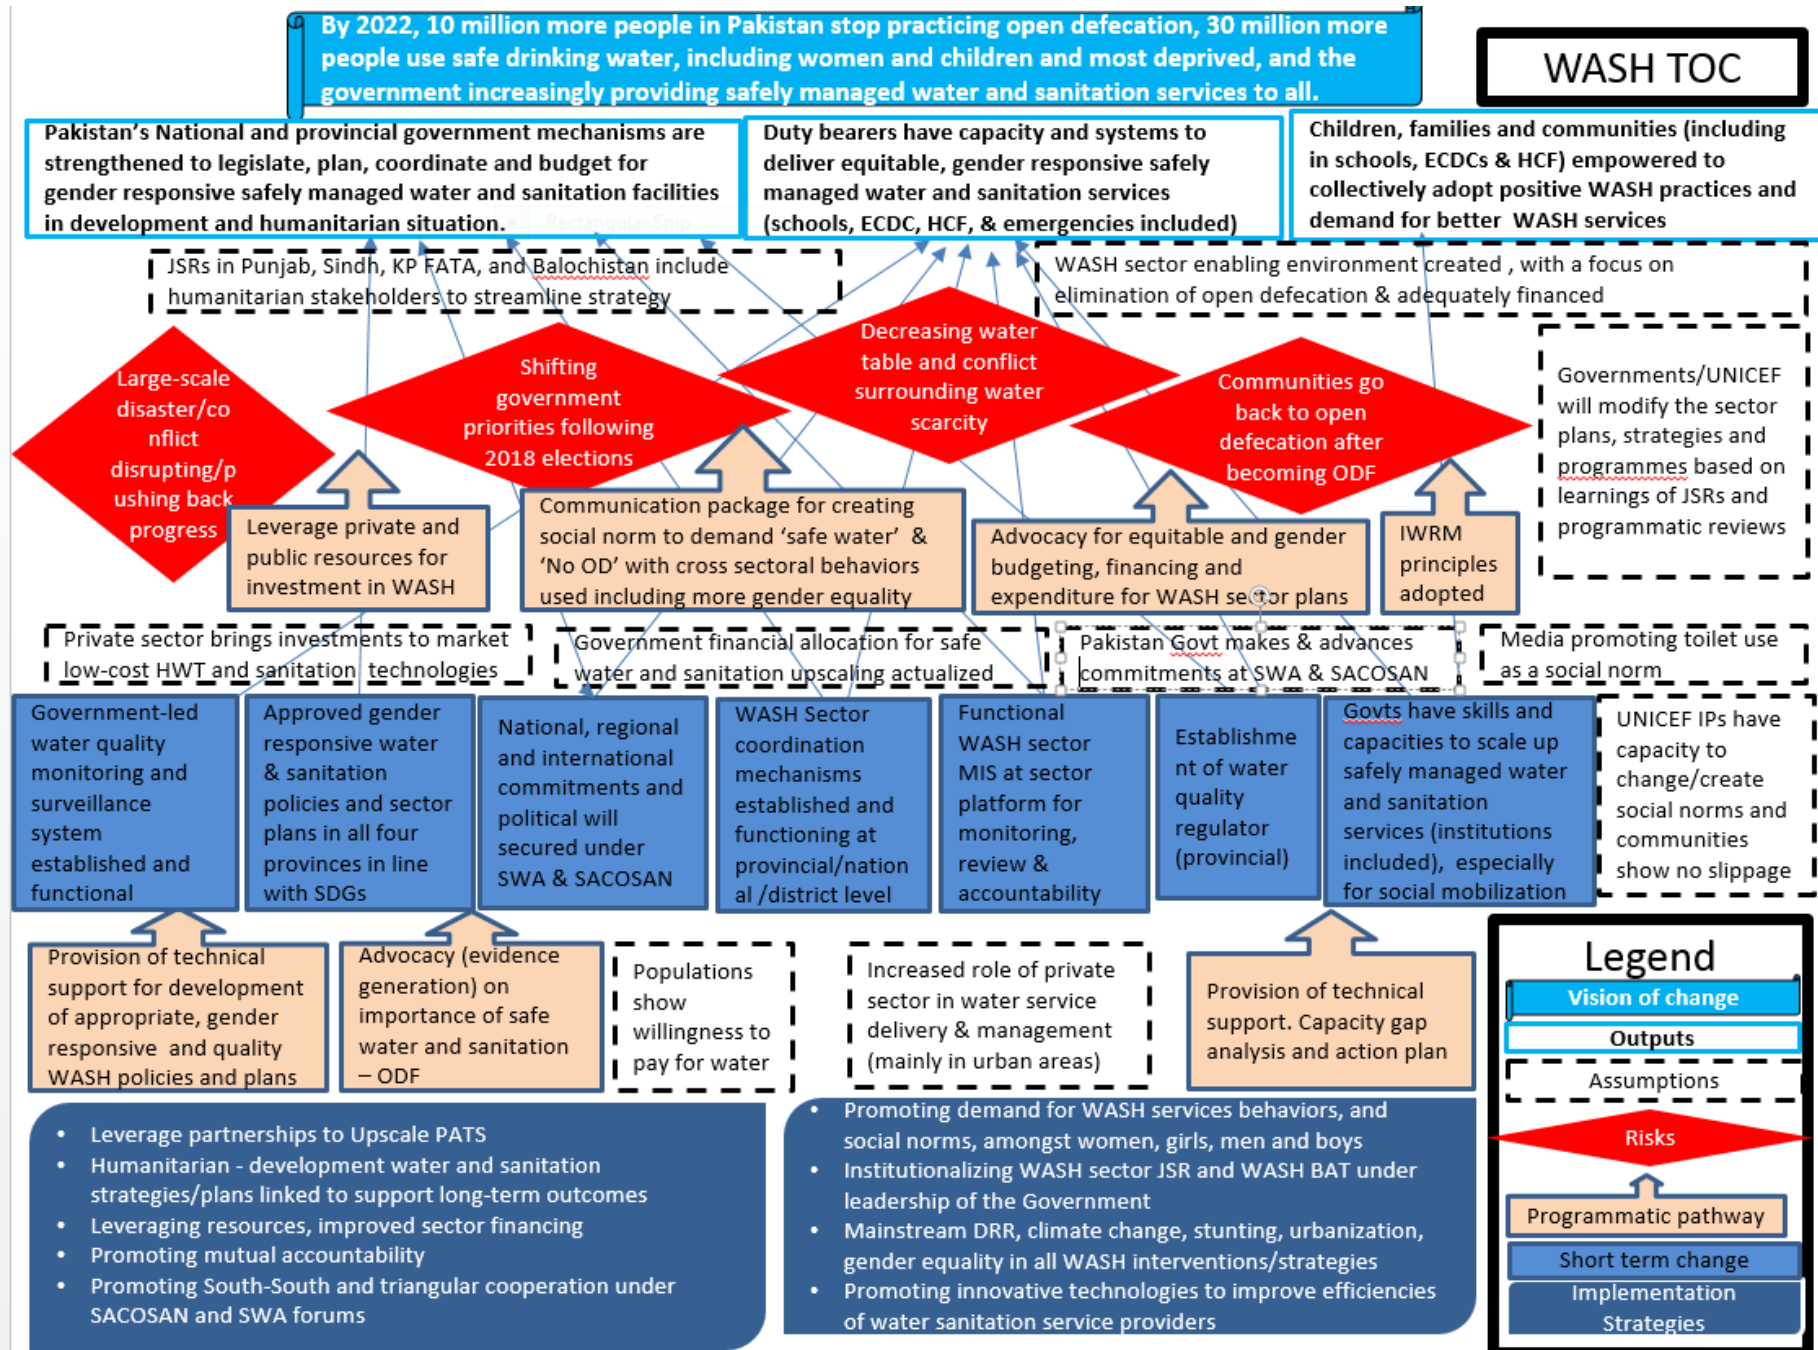 By 2022, 10 million more people in Pakistan stop practicing open defecation, 30 million more
people use safe drinking water, including women and children and most deprived, and the
government increasingly providing safely managed water and sanitation services to all.
WASH TOC
Pakistan’s National and provincial government mechanisms are
strengthened to legislate, plan, coordinate and budget for
gender responsive safely managed water and sanitation facilities
in development and humanitarian situation.
Rectangular Snip
Duty bearers have capacity and systems to
deliver equitable, gender responsive safely
managed water and sanitation services
(schools, ECDC, HCF, & emergencies included)
Children, families and communities (including
in schools, ECDCs & HCF) empowered to
collectively adopt positive WASH practices and
demand for better WASH services
JSRs in Punjab, Sindh, KP FATA, and Balochistan include
humanitarian stakeholders to streamline strategy
WASH sector enabling environment created , with a focus on
elimination of open defecation & adequately financed
Large-scale
disaster/co
nflict
disrupting/p
ushing back
progress
Shifting
government
priorities following
2018 elections
Decreasing water
table and conflict
surrounding water
scarcity
Communities go
back to open
defecation after
becoming ODF
Governments/UNICEF
will modify the sector
plans, strategies and
programmes based on
learnings of JSRs and
programmatic reviews
Leverage private and
public resources for
investment in WASH
Communication package for creating
social norm to demand ‘safe water’ &
‘No OD’ with cross sectoral behaviors
used including more gender equality
Advocacy for equitable and gender
budgeting, financing and
expenditure for WASH sector plans
IWRM
principles
adopted
Private sector brings investments to market
low-cost HWT and sanitation technologies
Government financial allocation for safe
water and sanitation upscaling actualized
Pakistan Govt makes & advances
commitments at SWA & SACOSAN
Media promoting toilet use
as a social norm
Government-led
water quality
monitoring and
surveillance
system
established and
functional
Approved gender
responsive water
& sanitation
policies and sector
plans in all four
provinces in line
with SDGs
National, regional
and international
commitments and
political will
secured under
SWA & SACOSAN
WASH Sector
coordination
mechanisms
established and
functioning at
provincial/nation
al /district level
Functional
WASH sector
MIS at sector
platform for
monitoring,
review &
accountability
Establishme
nt of water
quality
regulator
(provincial)
Govts have skills and
capacities to scale up
safely managed water
and sanitation
services (institutions
included), especially
for social mobilization
UNICEF IPs have
capacity to
change/create
social norms and
communities
show no slippage
Provision of technical
support for development
of appropriate, gender
responsive and quality
WASH policies and plans
Advocacy (evidence
generation) on
importance of safe
water and sanitation
– ODF
Populations
show
willingness to
pay for water
Increased role of private
sector in water service
delivery & management
(mainly in urban areas)
Provision of technical
support. Capacity gap
analysis and action plan
• Leverage partnerships to Upscale PATS
• Humanitarian - development water and sanitation
strategies/plans linked to support long-term outcomes
• Leveraging resources, improved sector financing
• Promoting mutual accountability
• Promoting South-South and triangular cooperation under
SACOSAN and SWA forums
• Promoting demand for WASH services behaviors, and
social norms, amongst women, girls, men and boys
• Institutionalizing WASH sector JSR and WASH BAT under
leadership of the Government
• Mainstream DRR, climate change, stunting, urbanization,
gender equality in all WASH interventions/strategies
• Promoting innovative technologies to improve efficiencies
of water sanitation service providers
Legend
Vision of change
Outputs
Assumptions
Risks
Programmatic pathway
Short term change
Implementation
Strategies